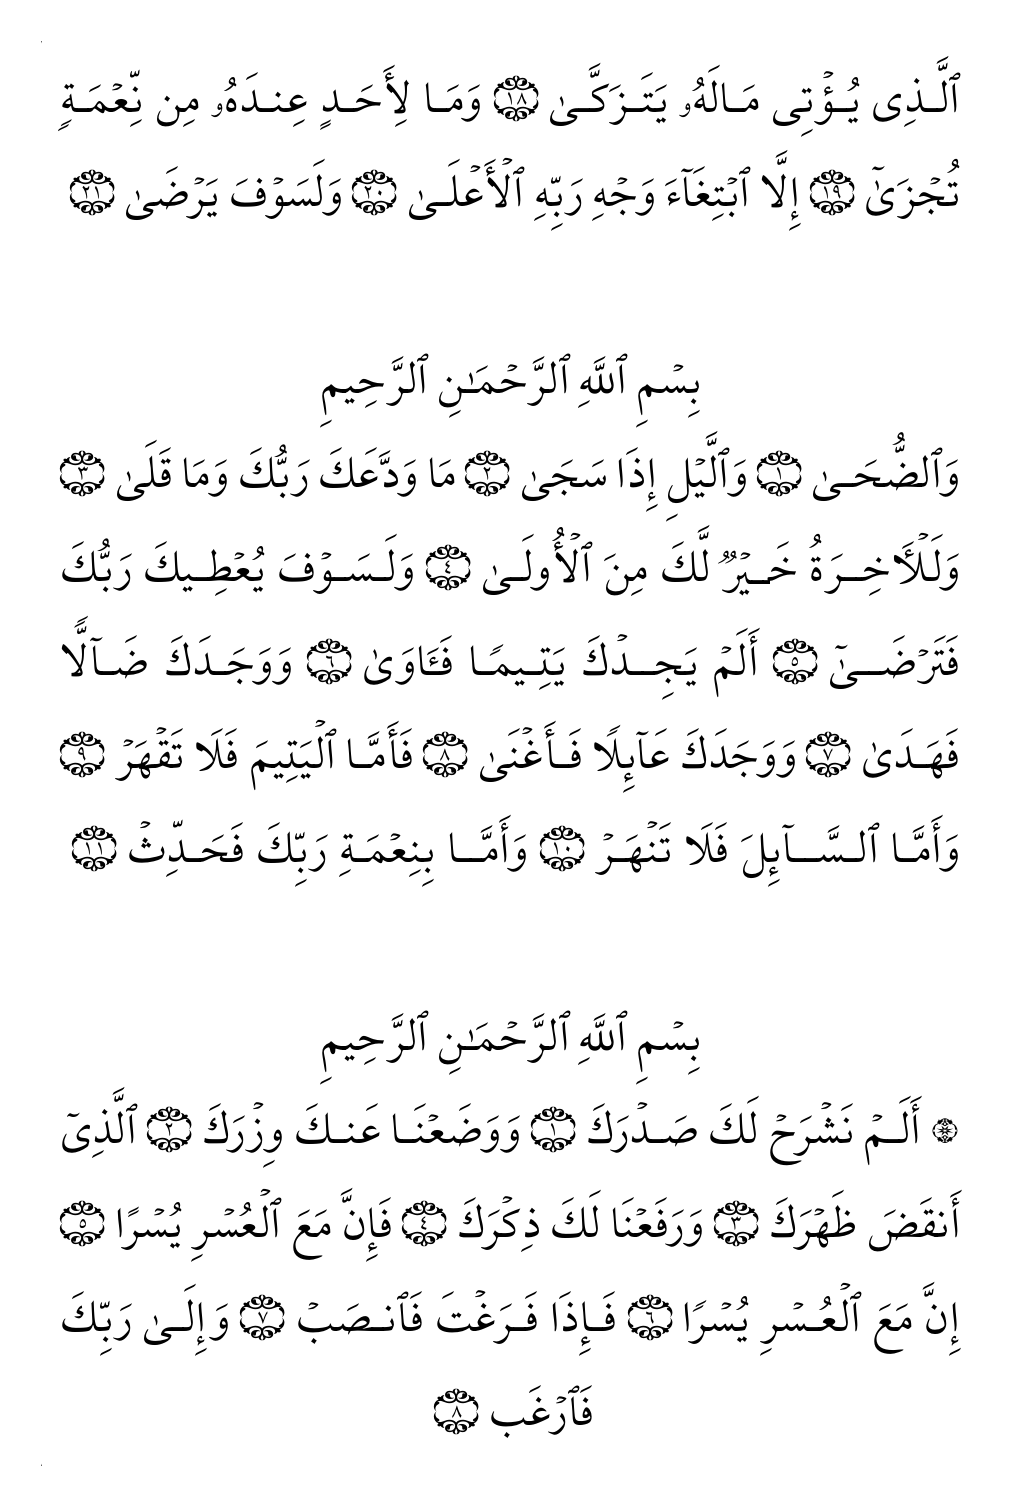 ٱلَّذِى يُؤْتِى مَالَهُۥ يَتَزَكَّىٰ ۝١٨ وَمَا لِأَحَدٍ عِندَهُۥ مِن نِّعْمَةٍ
تُجْزَىٰٓ ۝١٩ إِلَّا ٱبْتِغَآءَ وَجْهِ رَبِّهِ ٱلْأَعْلَىٰ ۝٢٠ وَلَسَوْفَ يَرْضَىٰ ۝٢١
بِسْمِ ٱللَّهِ ٱلرَّحْمَـٰنِ ٱلرَّحِيمِ
وَٱلضُّحَىٰ ۝١ وَٱلَّيْلِ إِذَا سَجَىٰ ۝٢ مَا وَدَّعَكَ رَبُّكَ وَمَا قَلَىٰ ۝٣
وَلَلْـَٔاخِرَةُ خَيْرٌ لَّكَ مِنَ ٱلْأُولَىٰ ۝٤ وَلَسَوْفَ يُعْطِيكَ رَبُّكَ
فَتَرْضَىٰٓ ۝٥ أَلَمْ يَجِدْكَ يَتِيمًا فَـَٔاوَىٰ ۝٦ وَوَجَدَكَ ضَآلًّا
فَهَدَىٰ ۝٧ وَوَجَدَكَ عَآئِلًا فَأَغْنَىٰ ۝٨ فَأَمَّا ٱلْيَتِيمَ فَلَا تَقْهَرْ ۝٩
وَأَمَّا ٱلسَّآئِلَ فَلَا تَنْهَرْ ۝١٠ وَأَمَّا بِنِعْمَةِ رَبِّكَ فَحَدِّثْ ۝١١
بِسْمِ ٱللَّهِ ٱلرَّحْمَـٰنِ ٱلرَّحِيمِ
۞ أَلَمْ نَشْرَحْ لَكَ صَدْرَكَ ۝١ وَوَضَعْنَا عَنكَ وِزْرَكَ ۝٢ ٱلَّذِىٓ
أَنقَضَ ظَهْرَكَ ۝٣ وَرَفَعْنَا لَكَ ذِكْرَكَ ۝٤ فَإِنَّ مَعَ ٱلْعُسْرِ يُسْرًا ۝٥
إِنَّ مَعَ ٱلْعُسْرِ يُسْرًا ۝٦ فَإِذَا فَرَغْتَ فَٱنصَبْ ۝٧ وَإِلَىٰ رَبِّكَ
فَٱرْغَب ۝٨